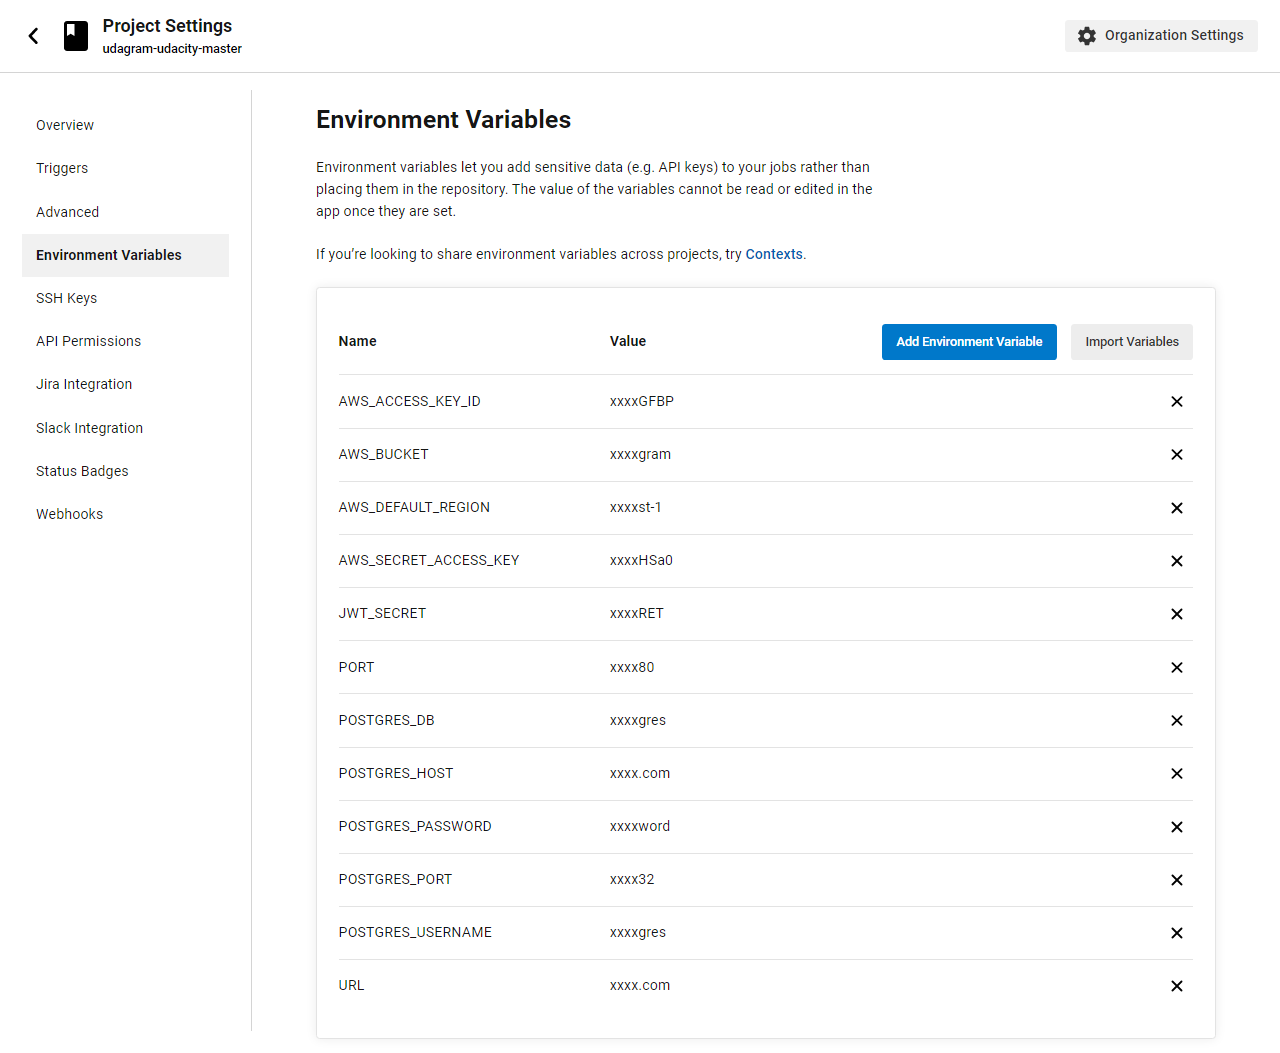 Project Settings
udagram-udacity-master
Organization Settings
Overview
Triggers
Advanced
Environment Variables
SSH Keys
API Permissions
Jira Integration
Slack Integration
Status Badges
Webhooks
Environment Variables
Environment variables let you add sensitive data (e.g. API keys) to your jobs rather than
placing them in the repository. The value of the variables cannot be read or edited in the
app once they are set.
If you’re looking to share environment variables across projects, try Contexts.
Name Value Add Environment Variable Import Variables
AWS_ACCESS_KEY_ID xxxxGFBP
AWS_BUCKET xxxxgram
AWS_DEFAULT_REGION xxxxst-1
AWS_SECRET_ACCESS_KEY xxxxHSa0
JWT_SECRET xxxxRET
PORT xxxx80
POSTGRES_DB xxxxgres
POSTGRES_HOST xxxx.com
POSTGRES_PASSWORD xxxxword
POSTGRES_PORT xxxx32
POSTGRES_USERNAME xxxxgres
URL xxxx.com